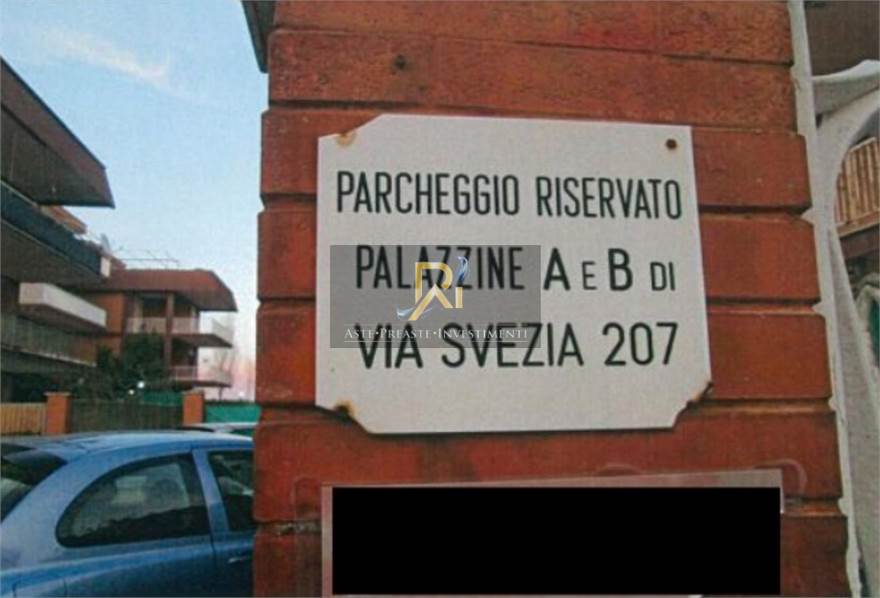 PARCHEGGIO RISERVATO
PALAZZINE A E B DI
ASTE•PREASTE•INVESTIMENTI
VIA SVEZIA 207